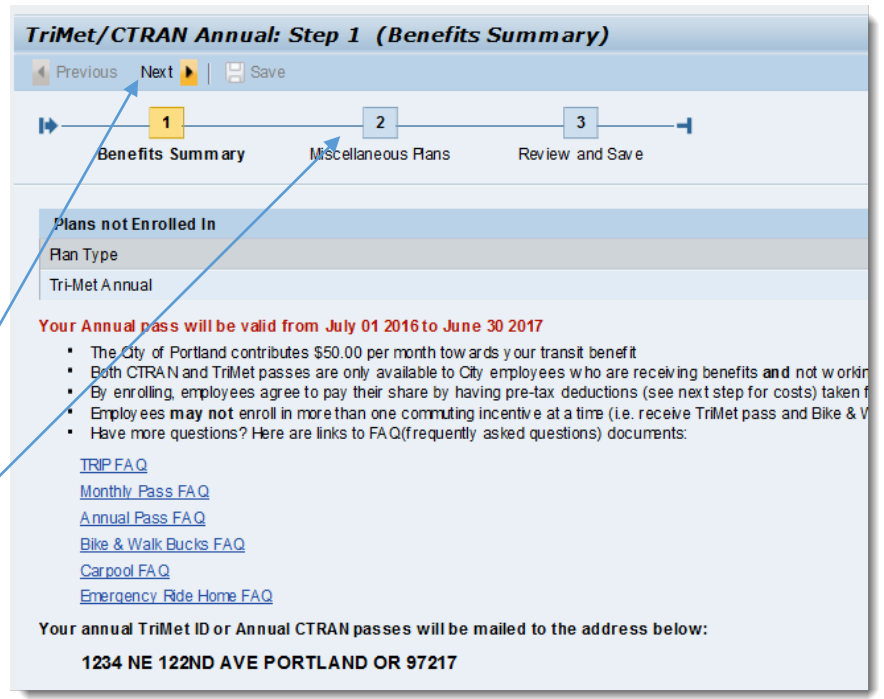 TriMet/CTRAN Annual: Step 1 (Benefits Summary)
Previous Next Save
1 2 3
Benefits Summary Miscellaneous Plans Review and Save
Plans not Enrolled In
Plan Type
Tri-Met Annual
Your Annual pass will be valid from July 01 2016 to June 30 2017
▪ The City of Portland contributes $50.00 per month towards your transit benefit
▪ Both CTRAN and TriMet passes are only available to City employees who are receiving benefits and not
▪ By enrolling, employees agree to pay their share by having pre-tax deductions (see next step for costs) taken
▪ Employees may not enroll in more than one commuting incentive at a time (i.e. receive TriMet pass and Bike &
▪ Have more questions? Here are links to FAQ(frequently asked questions) documents:
TRIP FAQ
Monthly Pass FAQ
Annual Pass FAQ
Bike & Walk Bucks FAQ
Carpool FAQ
Emergency Ride Home FAQ
Your annual TriMet ID or Annual CTRAN passes will be mailed to the address below:
1234 NE 122ND AVE PORTLAND OR 97217